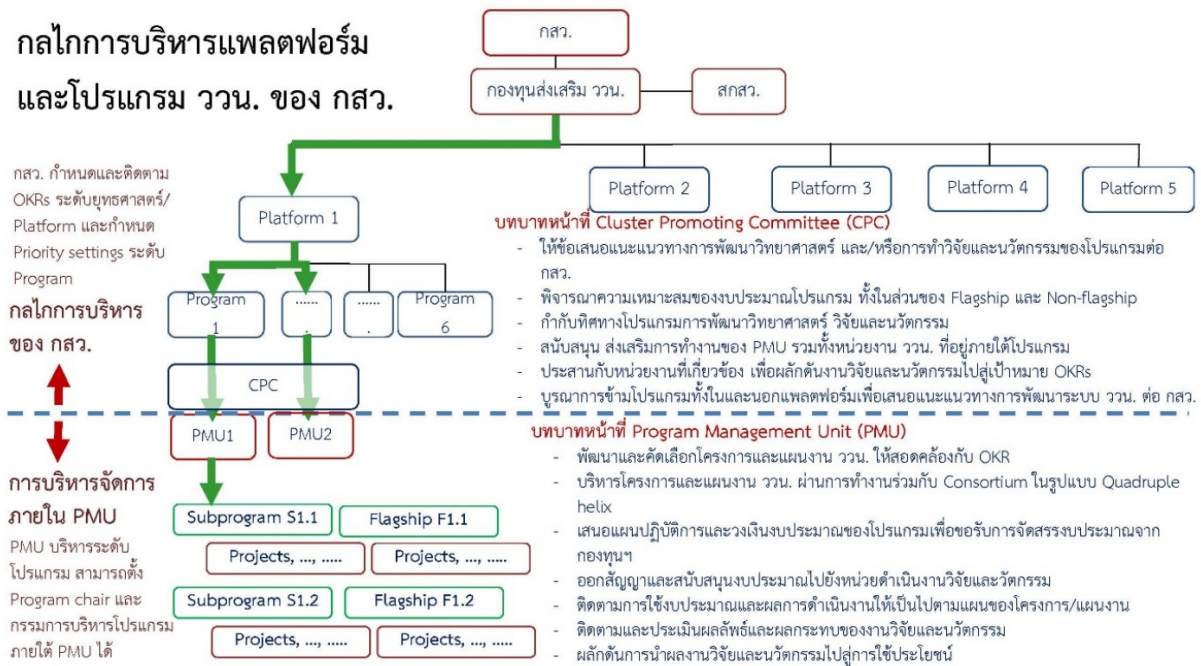 กลไกการบริหารแพลตฟอร์ม
และโปรแกรม ววน. ของ กสว.
กสว.
กองทุนส่งเสริม ววน.
สกสว.
Platform 1
Platform 2
Platform 3
Platform 4
Platform 5
กสว. กำหนดและติดตาม
OKRs ระดับยุทธศาสตร์/
Platform และกำหนด
Priority settings ระดับ
Program
กลไกการบริหาร
ของ กสว.
Program
1
......
.
......
.
Program
6
CPC
บทบาทหน้าที่ Cluster Promoting Committee (CPC)
- ให้ข้อเสนอแนะแนวทางการพัฒนาวิทยาศาสตร์ และ/หรือการทำวิจัยและนวัตกรรมของโปรแกรมต่อ
กสว.
- พิจารณาความเหมาะสมของงบประมาณโปรแกรม ทั้งในส่วนของ Flagship และ Non-flagship
- กำกับทิศทางโปรแกรมการพัฒนาวิทยาศาสตร์ วิจัยและนวัตกรรม
- สนับสนุน ส่งเสริมการทำงานของ PMU รวมทั้งหน่วยงาน ววน. ที่อยู่ภายใต้โปรแกรม
- ประสานกับหน่วยงานที่เกี่ยวข้อง เพื่อผลักดันงานวิจัยและนวัตกรรมไปสู่เป้าหมาย OKRs
- บูรณาการข้ามโปรแกรมทั้งในและนอกแพลตฟอร์มเพื่อเสนอแนะแนวทางการพัฒนาระบบ ววน. ต่อ กสว.
PMU1
PMU2
การบริหารจัดการ
ภายใน PMU
PMU บริหารระดับ
โปรแกรม สามารถตั้ง
Program chair และ
กรรมการบริหารโปรแกรม
ภายใต้ PMU ได้
Subprogram S1.1
Flagship F1.1
Projects, ..., .....
Projects, ..., .....
Subprogram S1.2
Flagship F1.2
Projects, ..., .....
Projects, ..., .....
บทบาทหน้าที่ Program Management Unit (PMU)
- พัฒนาและคัดเลือกโครงการและแผนงาน ววน. ให้สอดคล้องกับ OKR
- บริหารโครงการและแผนงาน ววน. ผ่านการทำงานร่วมกับ Consortium ในรูปแบบ Quadruple
helix
- เสนอแผนปฏิบัติการและวงเงินงบประมาณของโปรแกรมเพื่อขอรับการจัดสรรงบประมาณจาก
กองทุนฯ
- ออกสัญญาและสนับสนุนงบประมาณไปยังหน่วยดำเนินงานวิจัยและวัตกรรม
- ติดตามการใช้งบประมาณและผลการดำเนินงานให้เป็นไปตามแผนของโครงการ/แผนงาน
- ติดตามและประเมินผลลัพธ์และผลกระทบของงานวิจัยและนวัตกรรม
- ผลักดันการนำผลงานวิจัยและนวัตกรรมไปสู่การใช้ประโยชน์